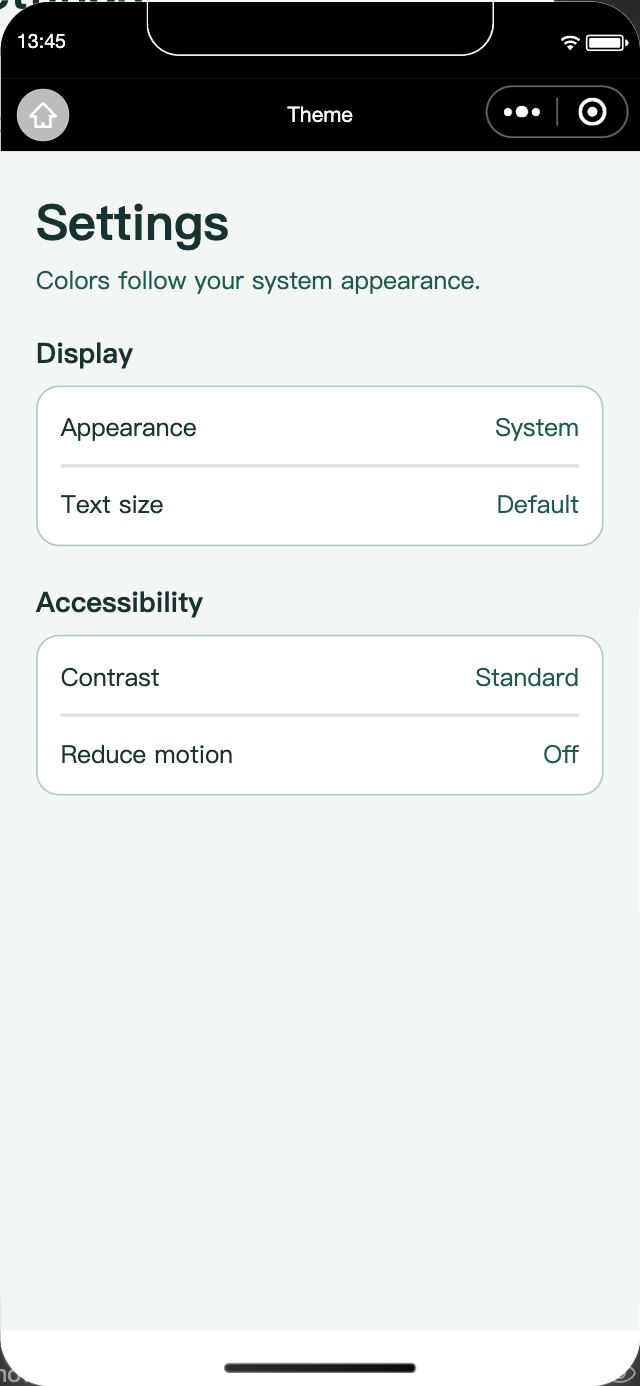 13:45
Theme
Settings
Colors follow your system appearance.
Display
Appearance System
Text size Default
Accessibility
Contrast Standard
Reduce motion Off